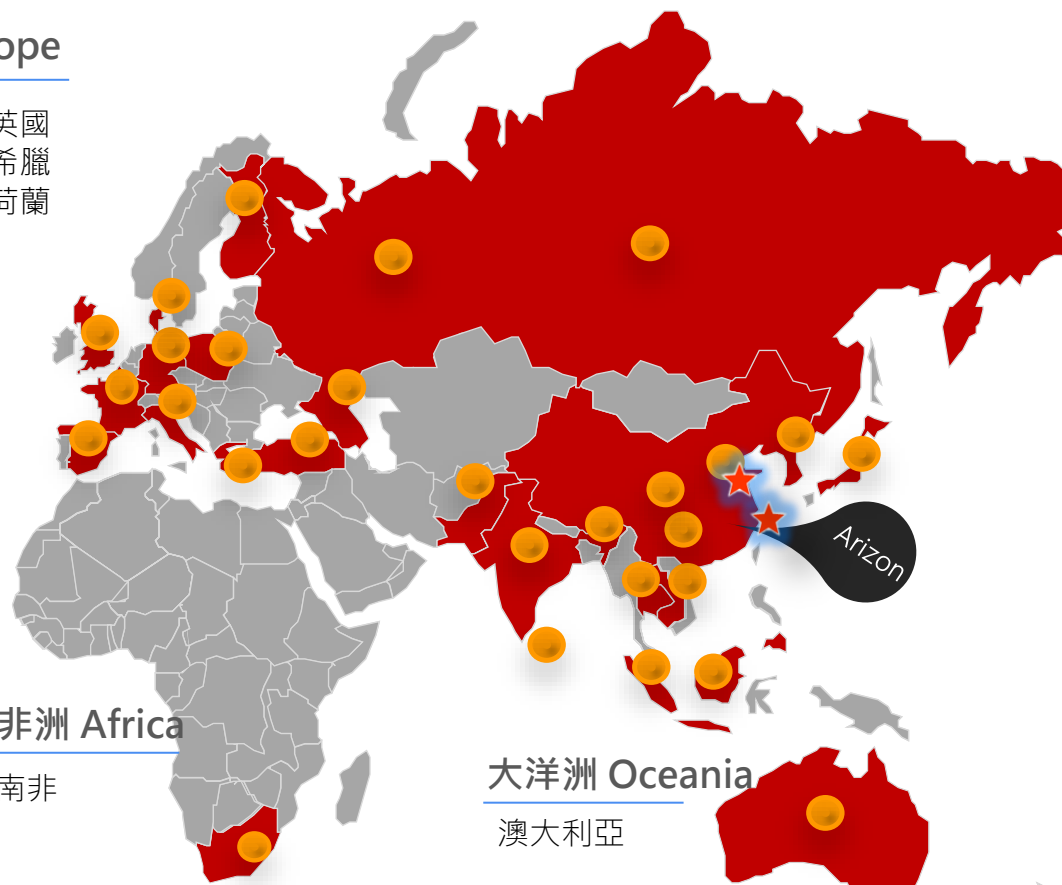 ope
英國
希臘
荷蘭
Arizon
非洲 Africa
南非
大洋洲 Oceania
澳大利亞